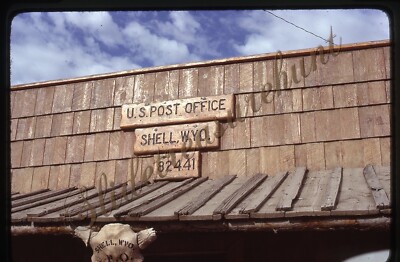 U.S. POST OFFICE
SHELL, WYO.
82441
SHELL, WYO.